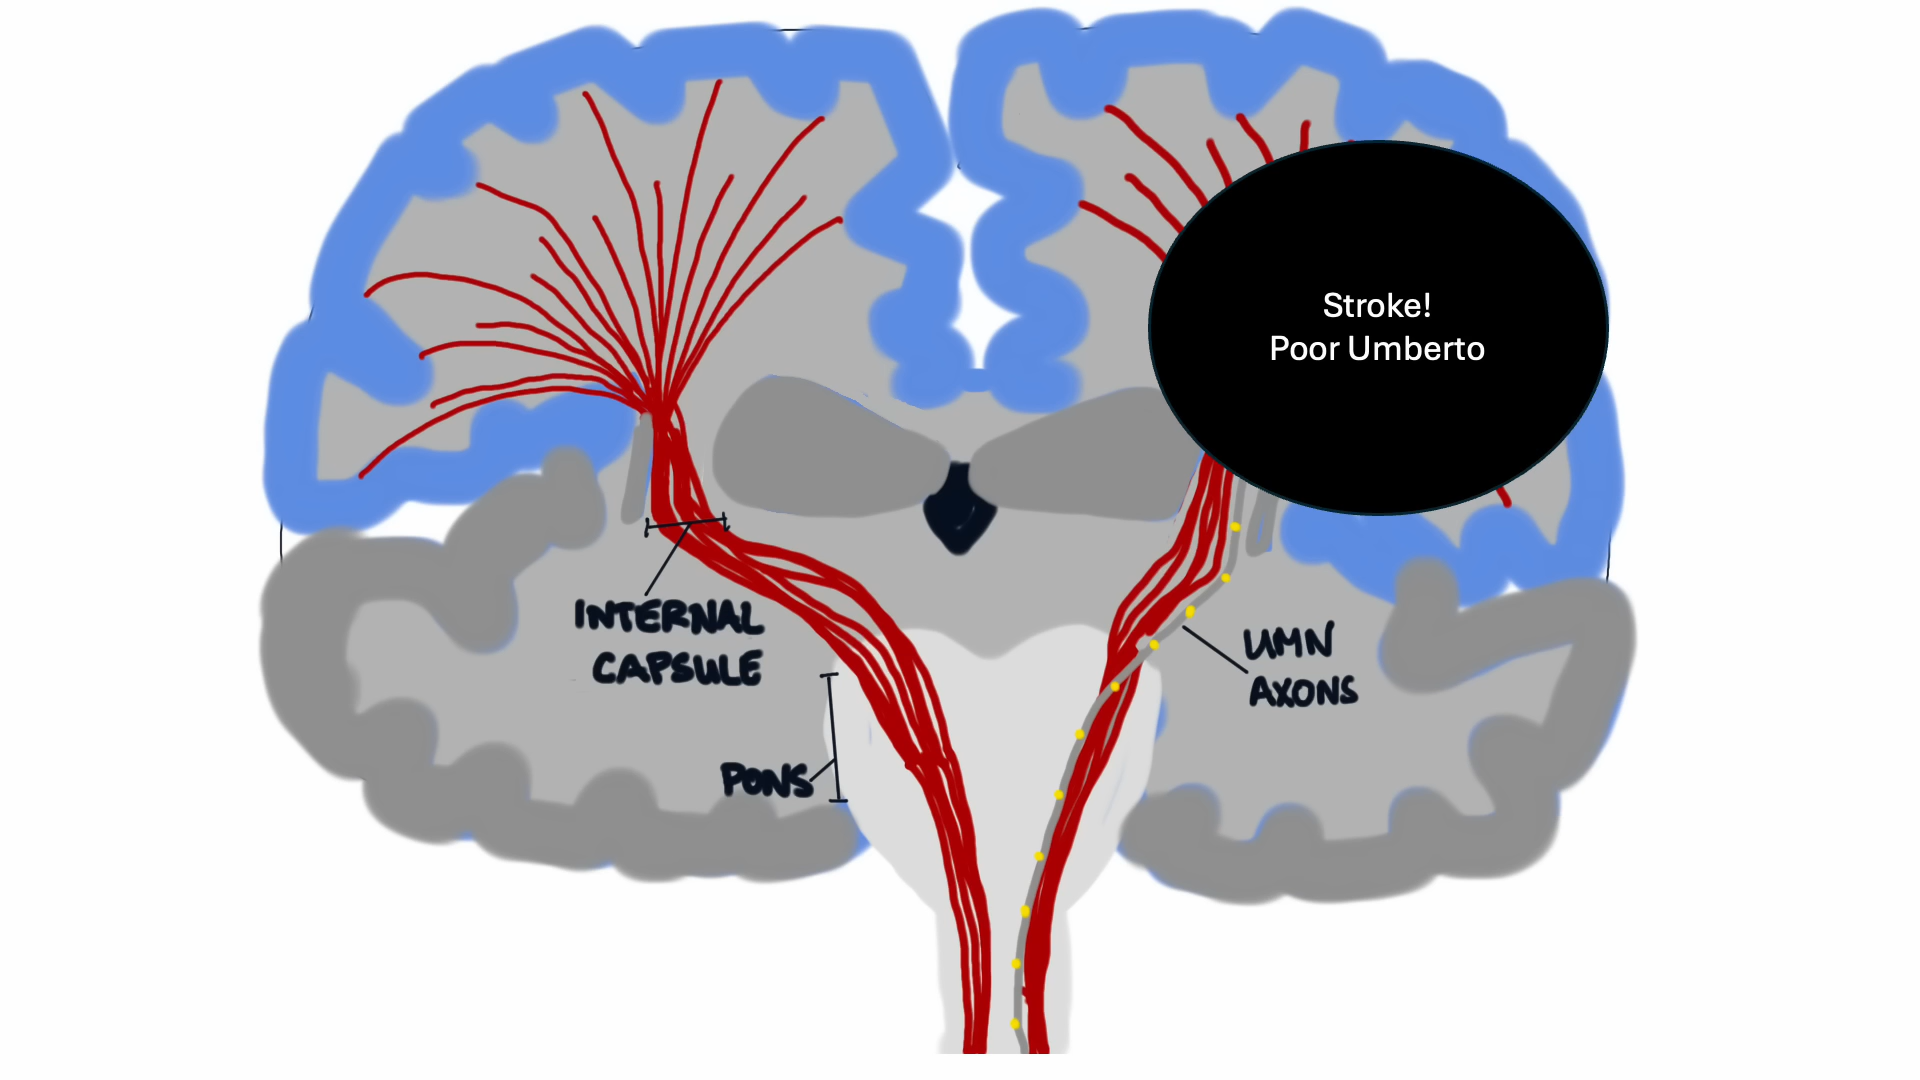 Stroke!
Poor Umberto
INTERNAL
CAPSULE
UMN
AXONS
PONS